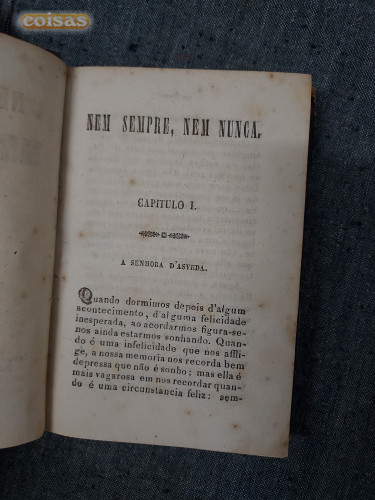 coisas
NEM SEMPRE, NEM NUNCA.
CAPITULO I.
A SENHORA D'ASVEDA.
Quando dormimos depois d'algum
acontecimento, d'alguma felicidade
inesperada, ao acordarmos figura-se-
nos ainda estarmos sonhando. Quan-
do é uma infelicidade que nos affli-
ge, a nossa memoria nos recorda bem
depressa que não é sonho; mas ella é
mais vagarosa em nos recordar quan-
do é uma circunstancia feliz: sem-